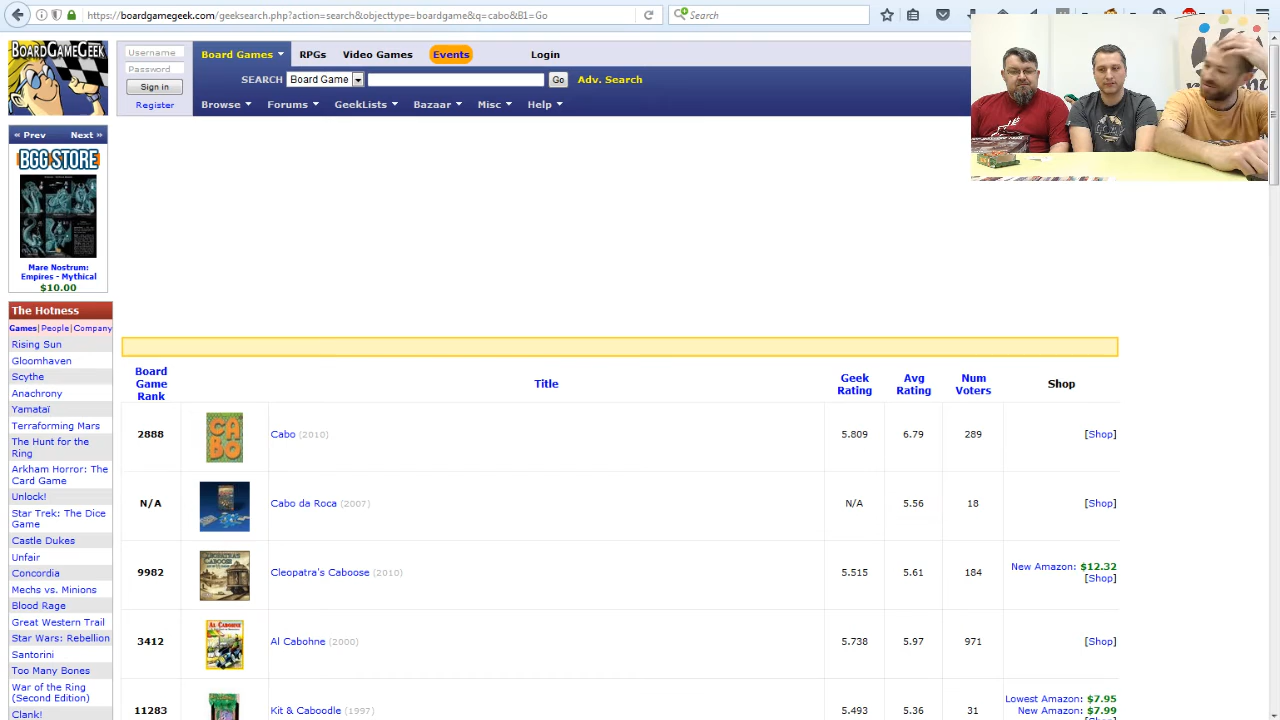 https://boardgamegeek.com/geeksearch.php?action=search&objecttype=boardgame&q=cabo&B1=Go
Search
BOARDGAMEGEEK
Username
Password
Sign in
Register
Board Games RPGs Video Games Events Login
SEARCH Board Game Go Adv. Search
Browse Forums GeekLists Bazaar Misc Help
« Prev Next »
BGG STORE
Mare Nostrum:
Empires - Mythical
$10.00
The Hotness
Games|People|Company
Rising Sun
Gloomhaven
Scythe
Anachrony
Yamataï
Terraforming Mars
The Hunt for the
Ring
Arkham Horror: The
Card Game
Unlock!
Star Trek: The Dice
Game
Castle Dukes
Unfair
Concordia
Mechs vs. Minions
Blood Rage
Great Western Trail
Star Wars: Rebellion
Santorini
Too Many Bones
War of the Ring
(Second Edition)
Clank!
Board
Game
Rank
Title
Geek
Rating
Avg
Rating
Num
Voters
Shop
2888 CABO Cabo (2010) 5.809 6.79 289 [Shop]
N/A Cabo da Roca (2007) N/A 5.56 18 [Shop]
9982 Cleopatra's Caboose (2010) 5.515 5.61 184 New Amazon: $12.32
[Shop]
3412 AL CABOHNE Al Cabohne (2000) 5.738 5.97 971 [Shop]
11283 Kit & Caboodle (1997) 5.493 5.36 31 Lowest Amazon: $7.95
New Amazon: $7.99